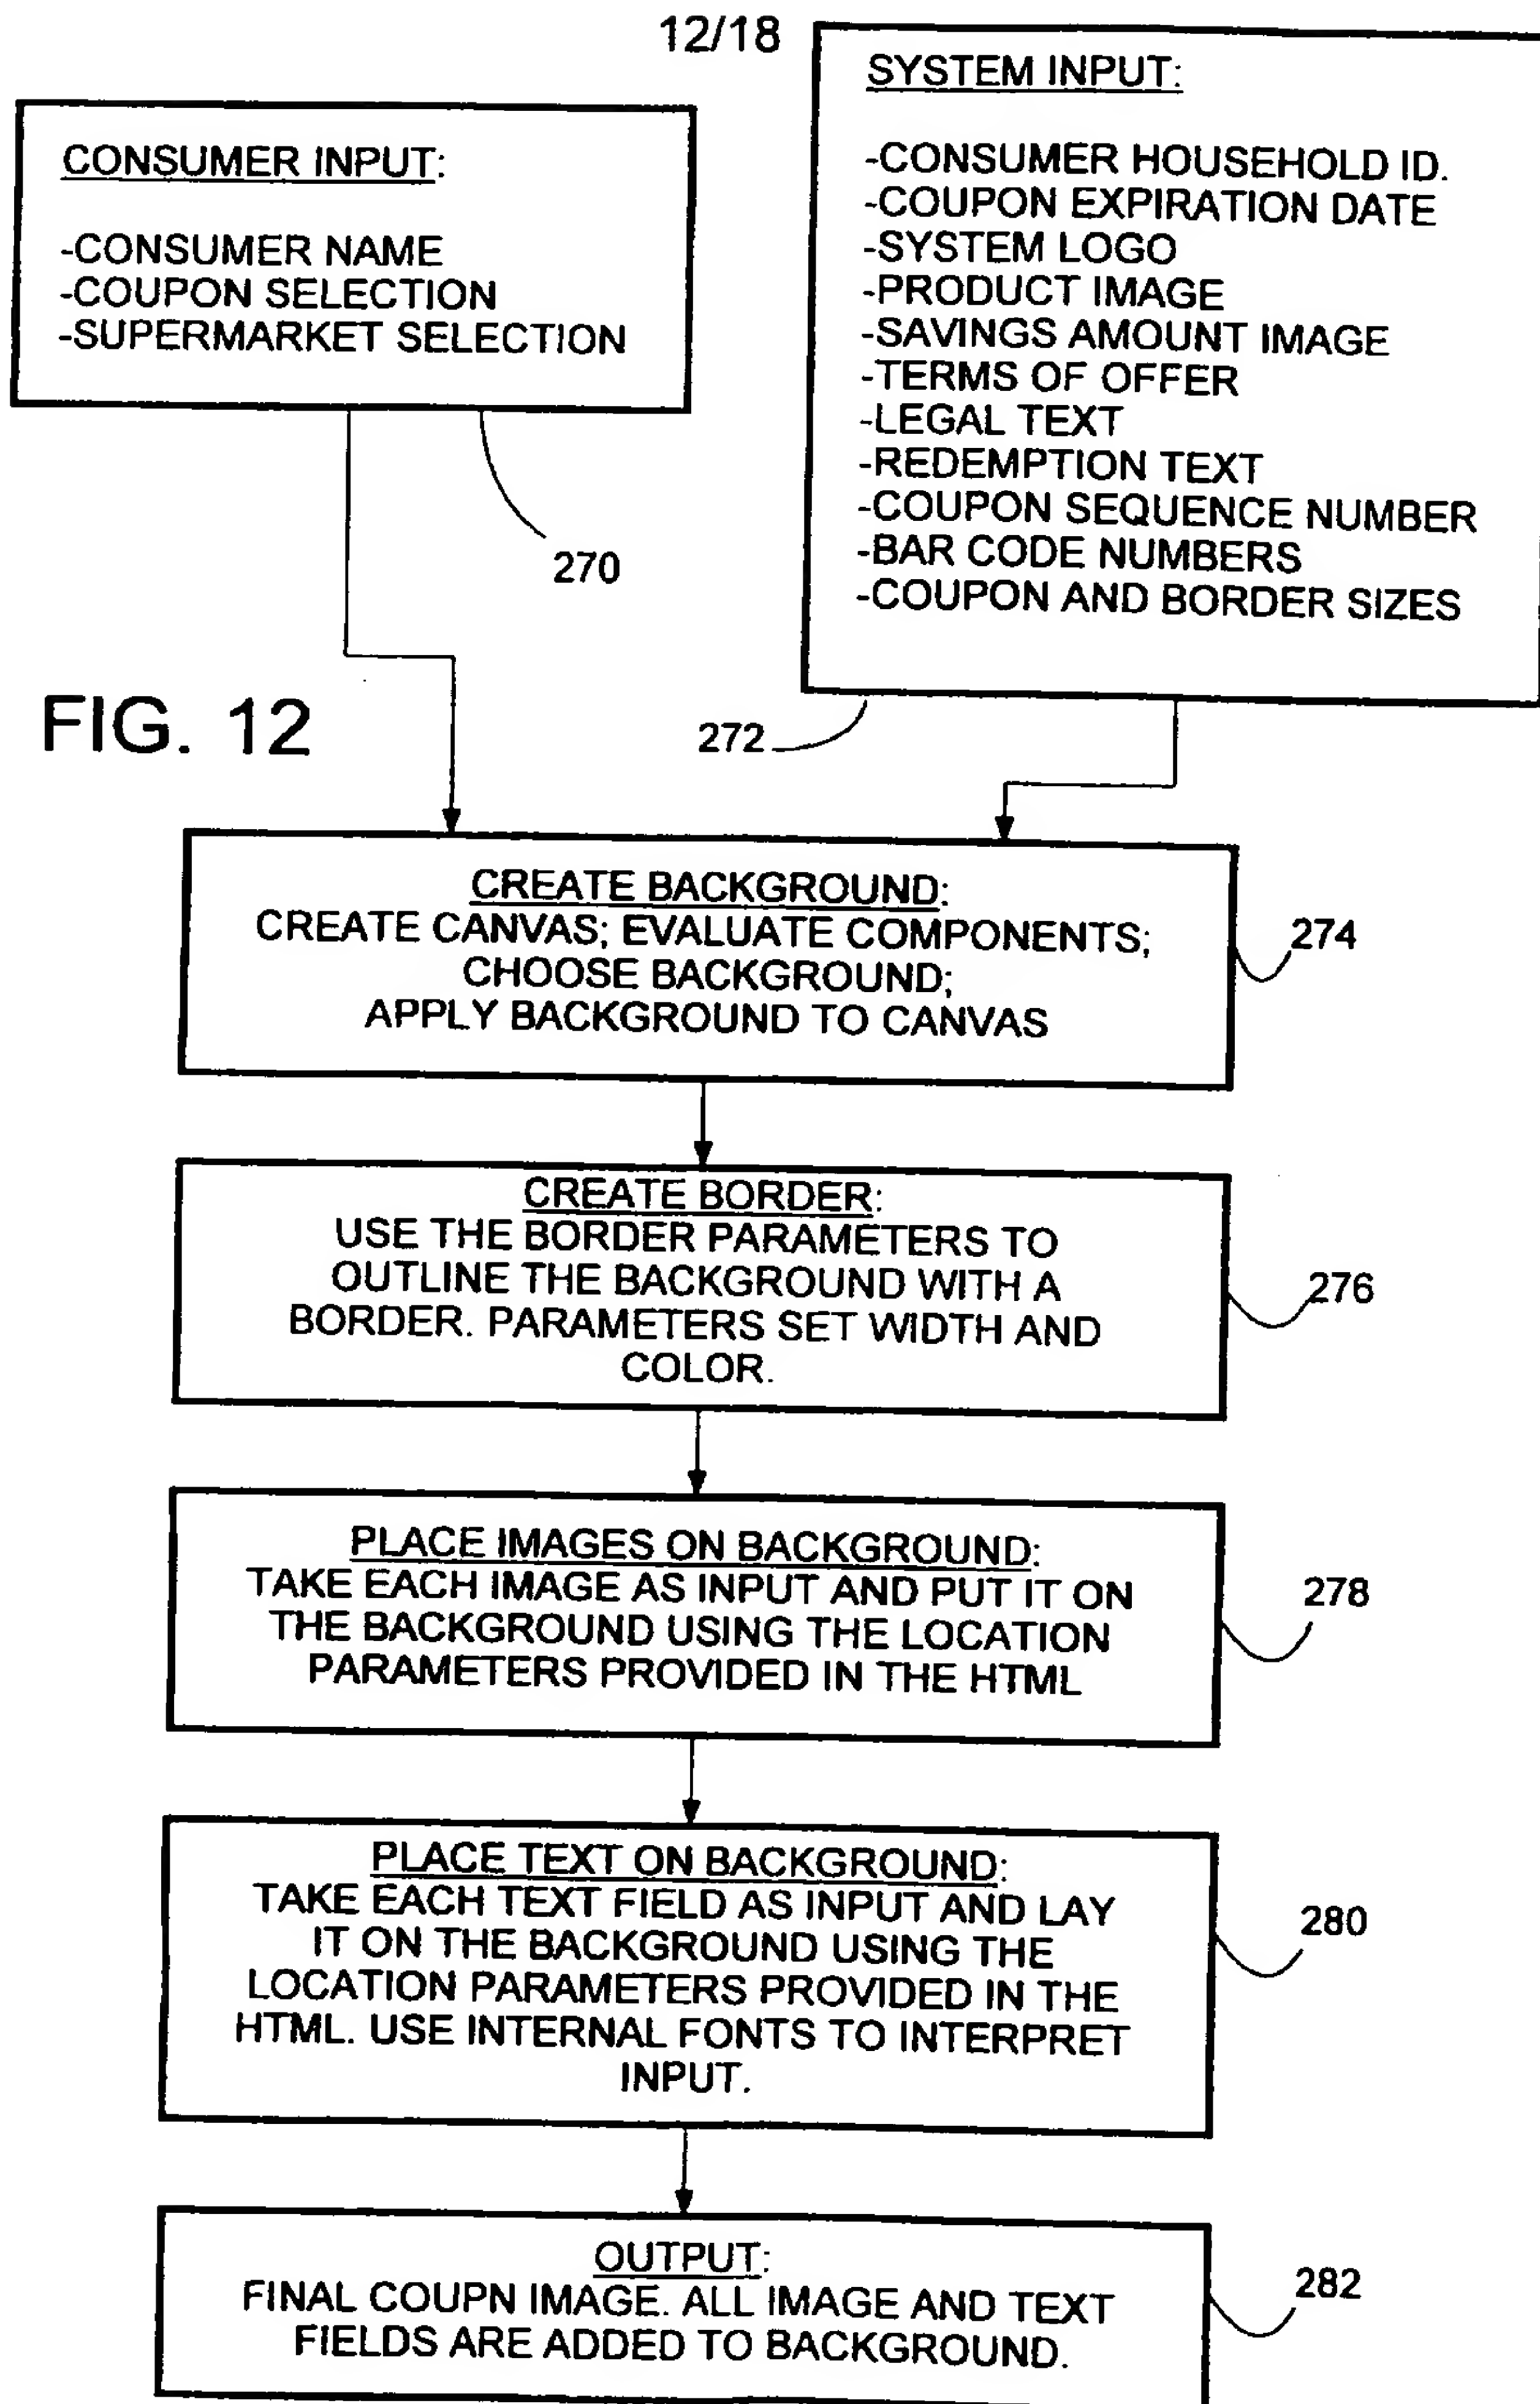 12/18
CONSUMER INPUT:
-CONSUMER NAME
-COUPON SELECTION
-SUPERMARKET SELECTION
270
SYSTEM INPUT:
-CONSUMER HOUSEHOLD ID.
-COUPON EXPIRATION DATE
-SYSTEM LOGO
-PRODUCT IMAGE
-SAVINGS AMOUNT IMAGE
-TERMS OF OFFER
-LEGAL TEXT
-REDEMPTION TEXT
-COUPON SEQUENCE NUMBER
-BAR CODE NUMBERS
-COUPON AND BORDER SIZES
272
FIG. 12
CREATE BACKGROUND:
CREATE CANVAS; EVALUATE COMPONENTS;
CHOOSE BACKGROUND;
APPLY BACKGROUND TO CANVAS
274
CREATE BORDER:
USE THE BORDER PARAMETERS TO
OUTLINE THE BACKGROUND WITH A
BORDER. PARAMETERS SET WIDTH AND
COLOR.
276
PLACE IMAGES ON BACKGROUND:
TAKE EACH IMAGE AS INPUT AND PUT IT ON
THE BACKGROUND USING THE LOCATION
PARAMETERS PROVIDED IN THE HTML
278
PLACE TEXT ON BACKGROUND:
TAKE EACH TEXT FIELD AS INPUT AND LAY
IT ON THE BACKGROUND USING THE
LOCATION PARAMETERS PROVIDED IN THE
HTML. USE INTERNAL FONTS TO INTERPRET
INPUT.
280
OUTPUT:
FINAL COUPN IMAGE. ALL IMAGE AND TEXT
FIELDS ARE ADDED TO BACKGROUND.
282